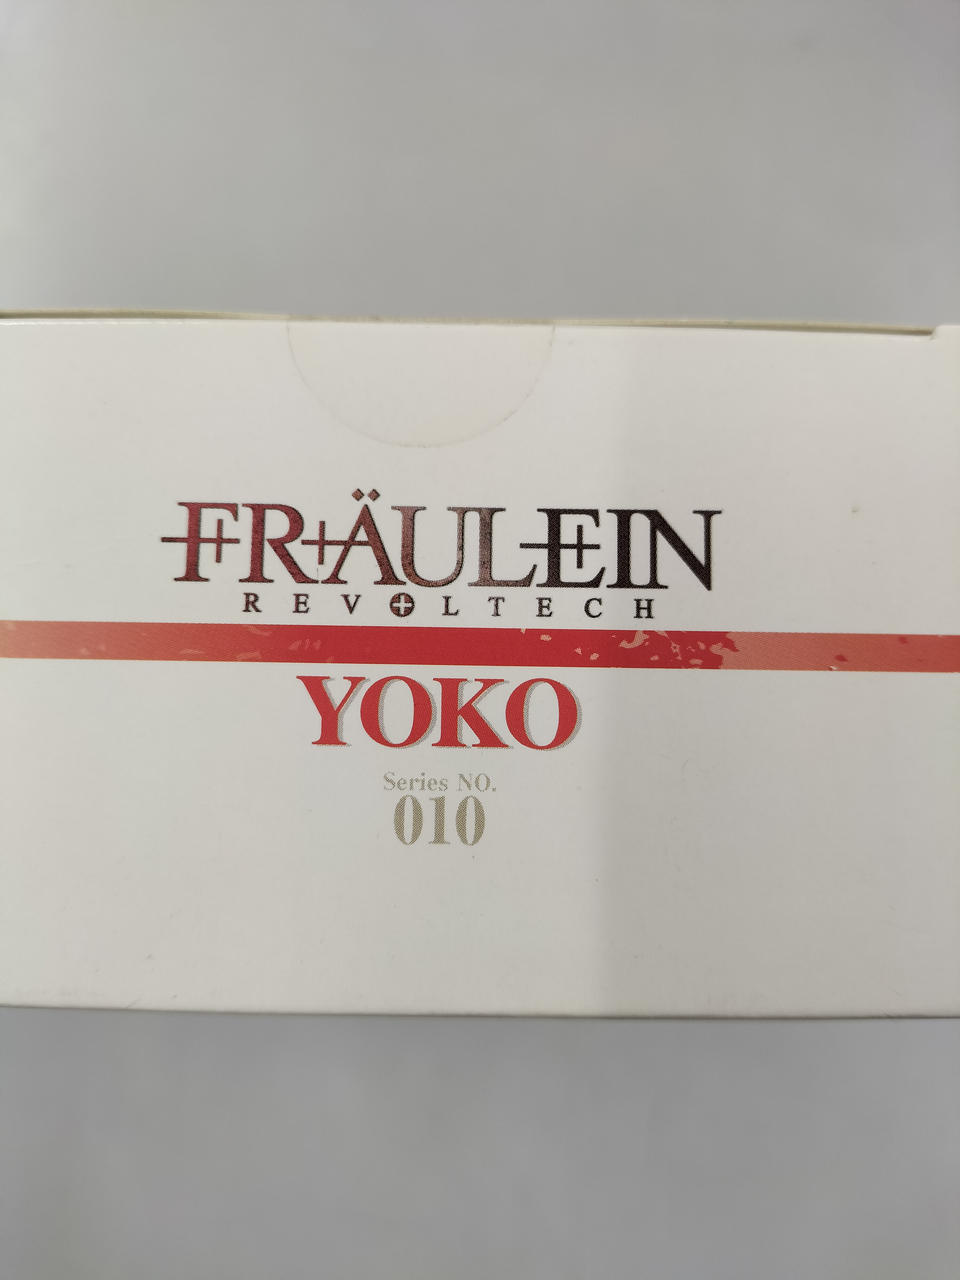 FRÄULEIN
REVOLTECH
YOKO
Series NO.
010